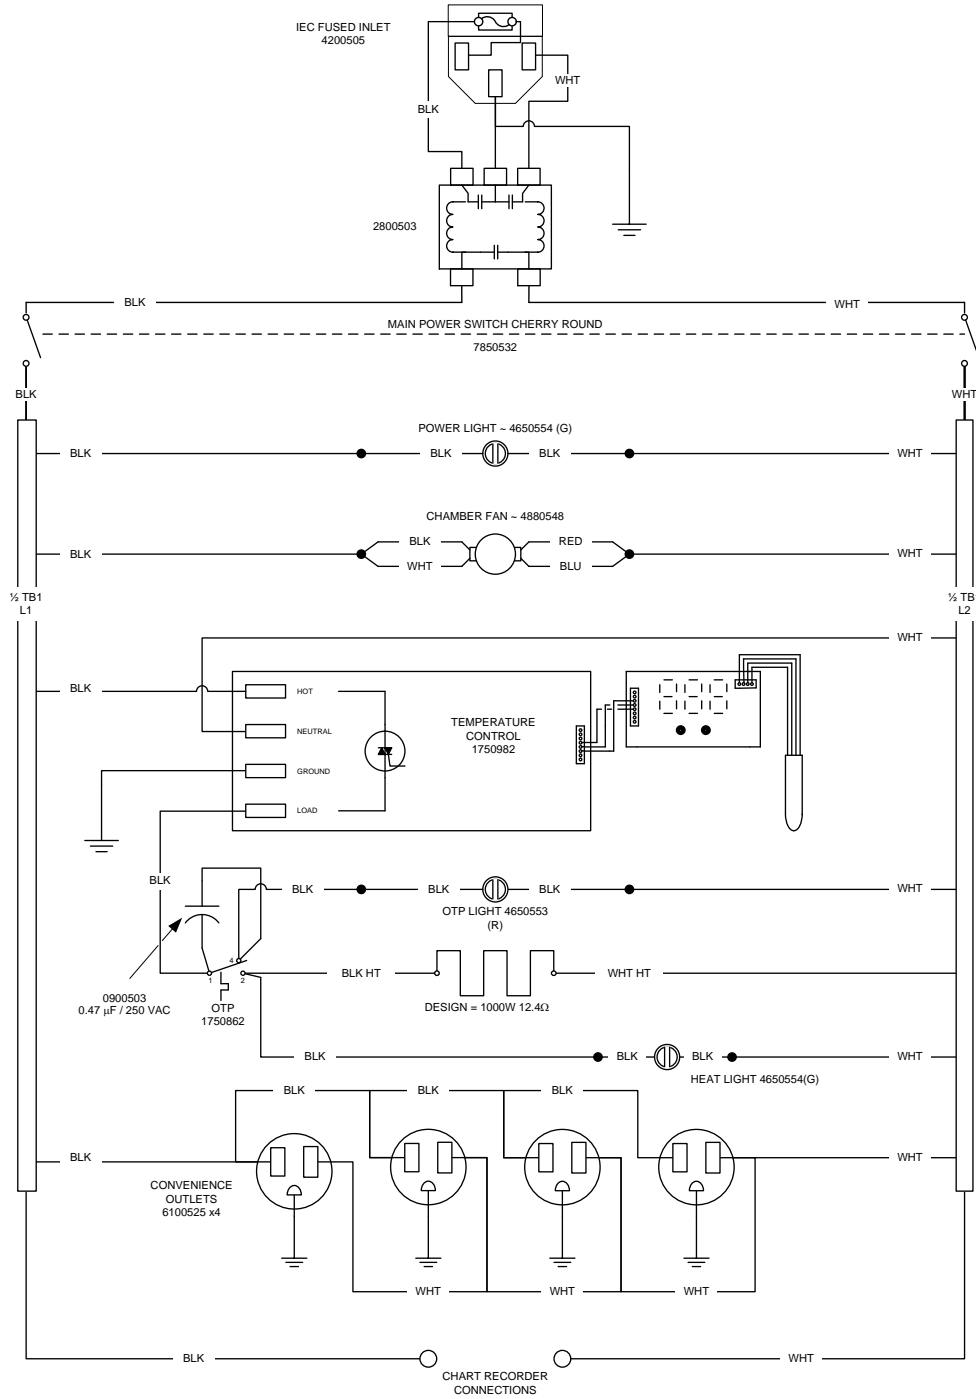 IEC FUSED INLET
4200505
WHT
BLK
2800503
BLK
WHT
MAIN POWER SWITCH CHERRY ROUND
7850532
BLK
WHT
POWER LIGHT ~ 4650554 (G)
BLK
BLK
BLK
WHT
CHAMBER FAN ~ 4880548
BLK
RED
BLK
WHT
WHT
BLU
½ TB1
L1
½ TB
L2
WHT
BLK
HOT
NEUTRAL
GROUND
LOAD
TEMPERATURE
CONTROL
1750982
BLK
BLK
BLK
BLK
WHT
OTP LIGHT 4650553
(R)
4
1
2
BLK HT
WHT HT
0900503
0.47 µF / 250 VAC
OTP
1750862
DESIGN = 1000W 12.4Ω
BLK
BLK
BLK
WHT
HEAT LIGHT 4650554(G)
BLK
BLK
BLK
BLK
WHT
CONVENIENCE
OUTLETS
6100525 x4
WHT
WHT
WHT
BLK
WHT
CHART RECORDER
CONNECTIONS